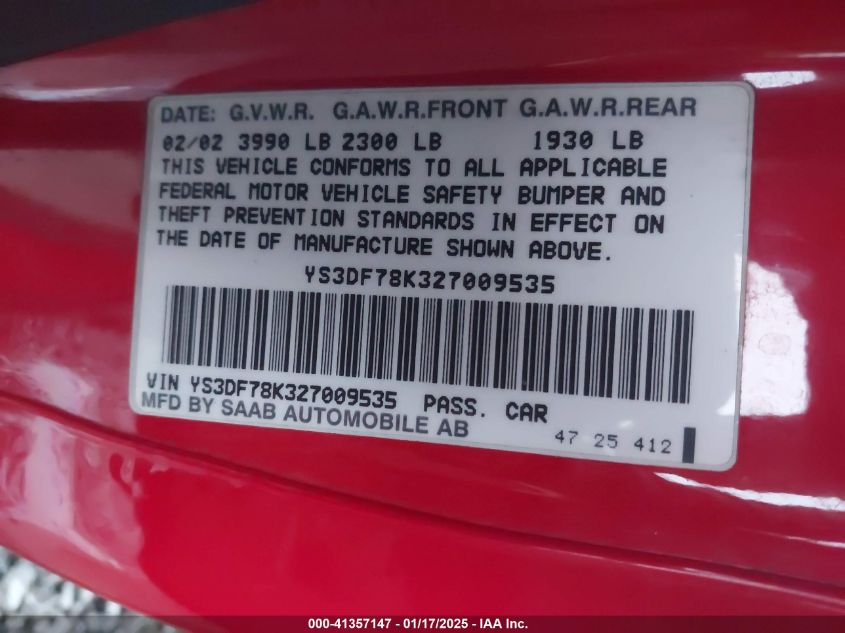 DATE: G.V.W.R. G.A.W.R.FRONT G.A.W.R.REAR
02/02 3990 LB 2300 LB 1930 LB
THIS VEHICLE CONFORMS TO ALL APPLICABLE
FEDERAL MOTOR VEHICLE SAFETY BUMPER AND
THEFT PREVENTION STANDARDS IN EFFECT ON
THE DATE OF MANUFACTURE SHOWN ABOVE.
YS3DF78K327009535
VIN YS3DF78K327009535 PASS. CAR
MFD BY SAAB AUTOMOBILE AB
47 25 412
000-41357147 - 01/17/2025 - IAA Inc.